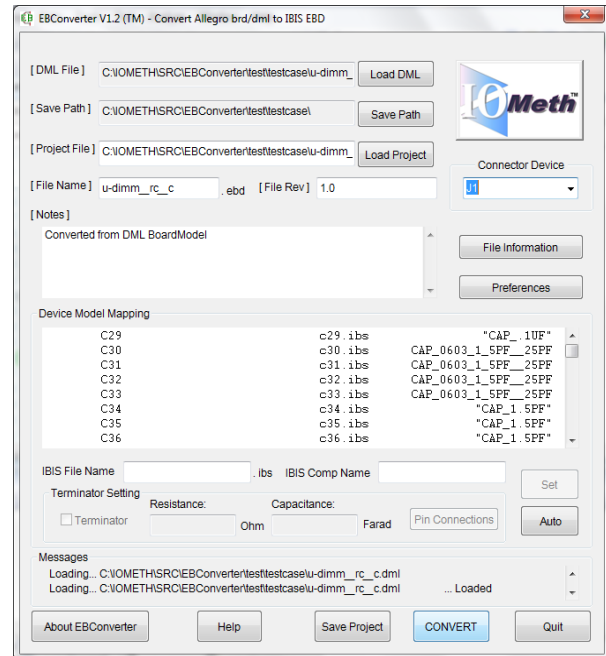 EBConverter V1.2 (TM) - Convert Allegro brd/dml to IBIS EBD
[ DML File ] C:\IOMETH\SRC\EBConverter\test\testcase\u-dimm_ Load DML
[ Save Path ] C:\IOMETH\SRC\EBConverter\test\testcase\ Save Path
IOMeth™
[ Project File ] C:\IOMETH\SRC\EBConverter\test\testcase\u-dimm_ Load Project
Connector Device
[ File Name ] u-dimm__rc__c . ebd [ File Rev ] 1.0 J1
[ Notes ]
Converted from DML BoardModel
File Information
Preferences
Device Model Mapping
C29 c29.ibs "CAP_.1UF"
C30 c30.ibs CAP_0603_1_5PF__25PF
C31 c31.ibs CAP_0603_1_5PF__25PF
C32 c32.ibs CAP_0603_1_5PF__25PF
C33 c33.ibs CAP_0603_1_5PF__25PF
C34 c34.ibs "CAP_1.5PF"
C35 c35.ibs "CAP_1.5PF"
C36 c36.ibs "CAP_1.5PF"
IBIS File Name . ibs IBIS Comp Name Set
Terminator Setting
Resistance: Capacitance:
Terminator Ohm Farad Pin Connections Auto
Messages
Loading... C:\IOMETH\SRC\EBConverter\test\testcase\u-dimm__rc__c.dml
Loading... C:\IOMETH\SRC\EBConverter\test\testcase\u-dimm__rc__c.dml ... Loaded
About EBConverter Help Save Project CONVERT Quit